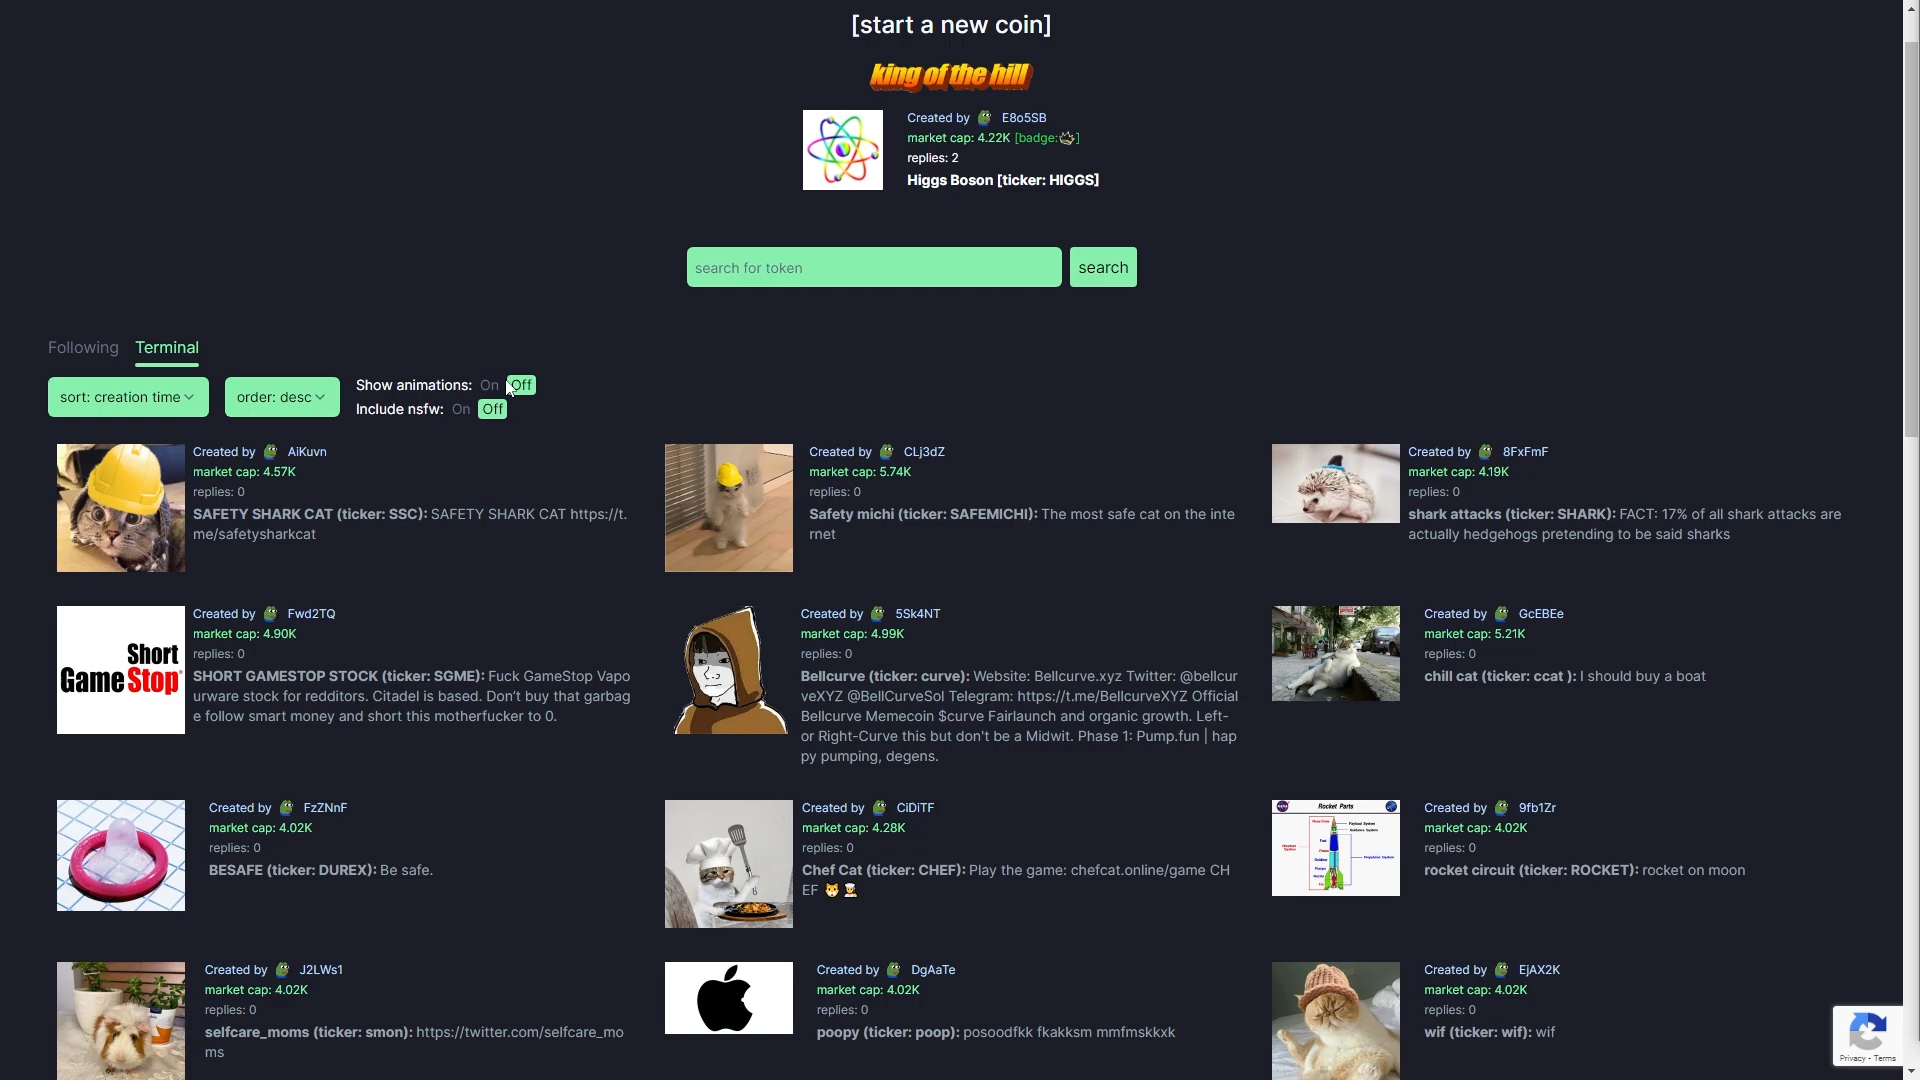 [start a new coin]
king of the hill
Created by E8o5SB
market cap: 4.22K [badge: ]
replies: 2
Higgs Boson [ticker: HIGGS]
search for token
search
Following
Terminal
sort: creation time
order: desc
Show animations: On Off
Include nsfw: On Off
Created by AiKuvn
market cap: 4.57K
replies: 0
SAFETY SHARK CAT (ticker: SSC): SAFETY SHARK CAT https://t.
me/safetysharkcat
Created by CLj3dZ
market cap: 5.74K
replies: 0
Safety michi (ticker: SAFEMICHI): The most safe cat on the inte
rnet
Created by 8FxFmF
market cap: 4.19K
replies: 0
shark attacks (ticker: SHARK): FACT: 17% of all shark attacks are
actually hedgehogs pretending to be said sharks
Short
GameStop
Created by Fwd2TQ
market cap: 4.90K
replies: 0
SHORT GAMESTOP STOCK (ticker: SGME): Fuck GameStop Vapo
urware stock for redditors. Citadel is based. Don't buy that garbag
e follow smart money and short this motherfucker to 0.
Created by 5Sk4NT
market cap: 4.99K
replies: 0
Bellcurve (ticker: curve): Website: Bellcurve.xyz Twitter: @bellcur
veXYZ @BellCurveSol Telegram: https://t.me/BellcurveXYZ Official
Bellcurve Memecoin $curve Fairlaunch and organic growth. Left-
or Right-Curve this but don't be a Midwit. Phase 1: Pump.fun | hap
py pumping, degens.
Created by GcEBEe
market cap: 5.21K
replies: 0
chill cat (ticker: ccat ): I should buy a boat
Created by FzZNnF
market cap: 4.02K
replies: 0
BESAFE (ticker: DUREX): Be safe.
Created by CiDiTF
market cap: 4.28K
replies: 0
Chef Cat (ticker: CHEF): Play the game: chefcat.online/game CH
EF 🐱 👨‍🍳
Rocket Parts
Created by 9fb1Zr
market cap: 4.02K
replies: 0
rocket circuit (ticker: ROCKET): rocket on moon
Created by J2LWs1
market cap: 4.02K
replies: 0
selfcare_moms (ticker: smon): https://twitter.com/selfcare_mo
ms
Created by DgAaTe
market cap: 4.02K
replies: 0
poopy (ticker: poop): posoodfkk fkakksm mmfmskkxk
Created by EjAX2K
market cap: 4.02K
replies: 0
wif (ticker: wif): wif
Privacy - Terms